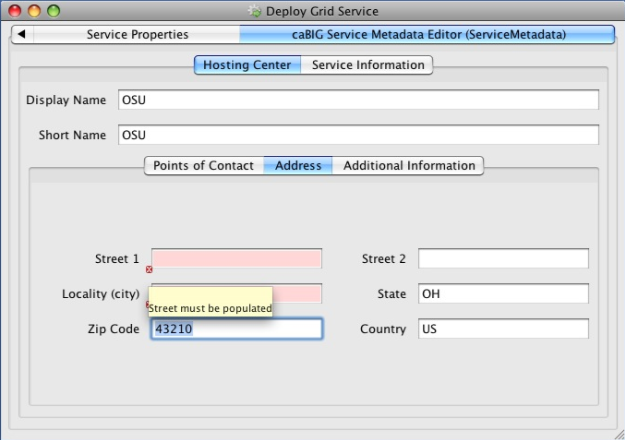 Deploy Grid Service
Service Properties caBIG Service Metadata Editor (ServiceMetadata)
Hosting Center Service Information
Display Name OSU
Short Name OSU
Points of Contact Address Additional Information
Street 1 Street 2
Locality (city) State OH
Street must be populated
Zip Code 43210 Country US